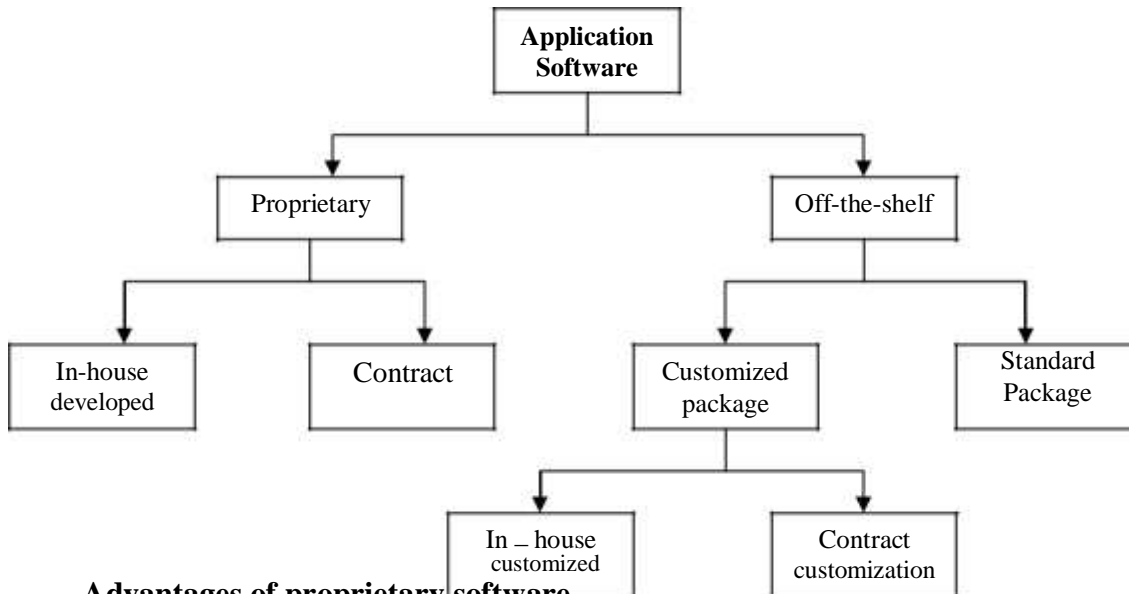 Application
Software
Proprietary
Off-the-shelf
In-house
developed
Contract
Customized
package
Standard
Package
In – house
customized
Contract
customization
Advantages of proprietary software